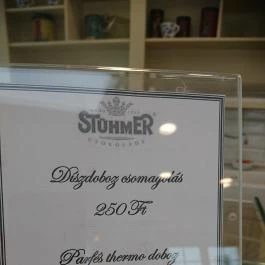 STÜHMER
CSOKOLÁDÉ
Díszdoboz csomagolás
250 Ft
Parfés thermo doboz